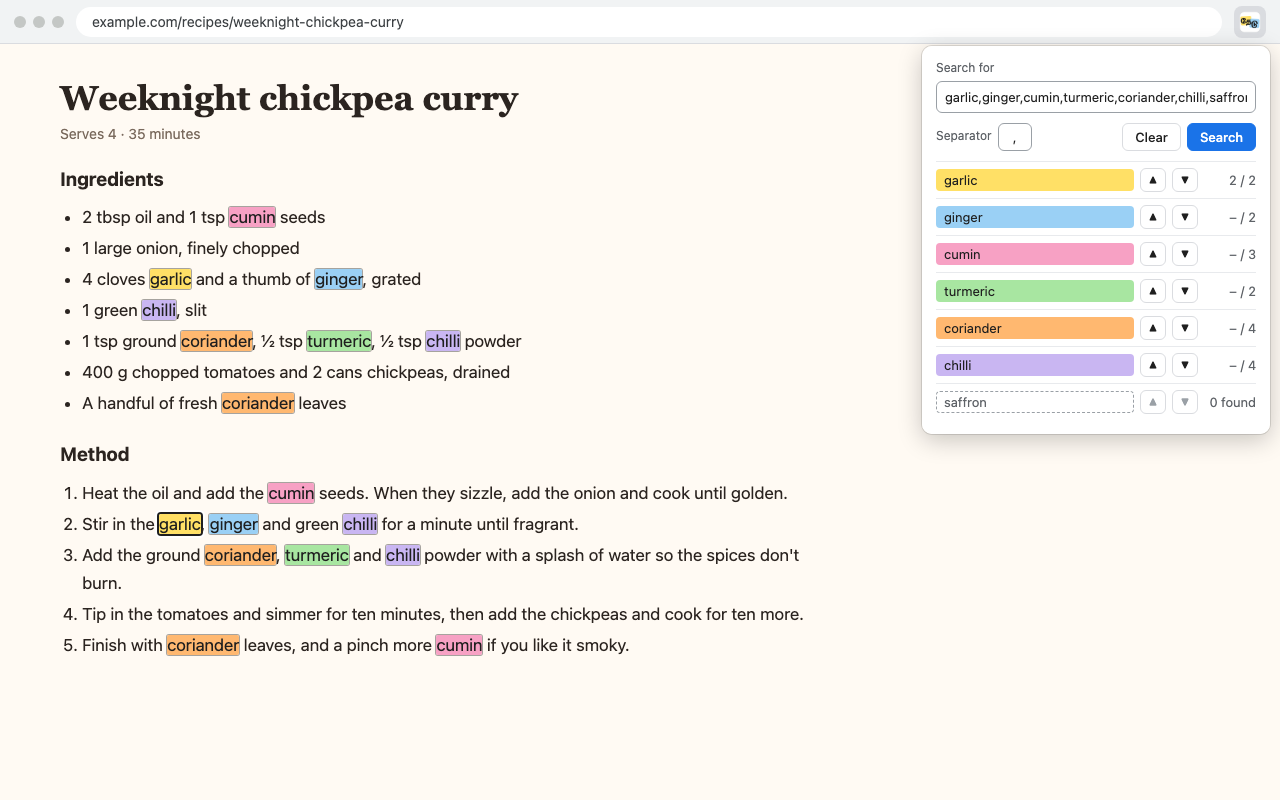 example.com/recipes/weeknight-chickpea-curry
Weeknight chickpea curry
Serves 4 · 35 minutes
Ingredients
• 2 tbsp oil and 1 tsp cumin seeds
• 1 large onion, finely chopped
• 4 cloves garlic and a thumb of ginger, grated
• 1 green chilli, slit
• 1 tsp ground coriander, ½ tsp turmeric, ½ tsp chilli powder
• 400 g chopped tomatoes and 2 cans chickpeas, drained
• A handful of fresh coriander leaves
Method
1. Heat the oil and add the cumin seeds. When they sizzle, add the onion and cook until golden.
2. Stir in the garlic, ginger and green chilli for a minute until fragrant.
3. Add the ground coriander, turmeric and chilli powder with a splash of water so the spices don't
burn.
4. Tip in the tomatoes and simmer for ten minutes, then add the chickpeas and cook for ten more.
5. Finish with coriander leaves, and a pinch more cumin if you like it smoky.
Search for
garlic,ginger,cumin,turmeric,coriander,chilli,saffron
Separator , Clear Search
garlic ▲ ▼ 2 / 2
ginger ▲ ▼ – / 2
cumin ▲ ▼ – / 3
turmeric ▲ ▼ – / 2
coriander ▲ ▼ – / 4
chilli ▲ ▼ – / 4
saffron ▲ ▼ 0 found